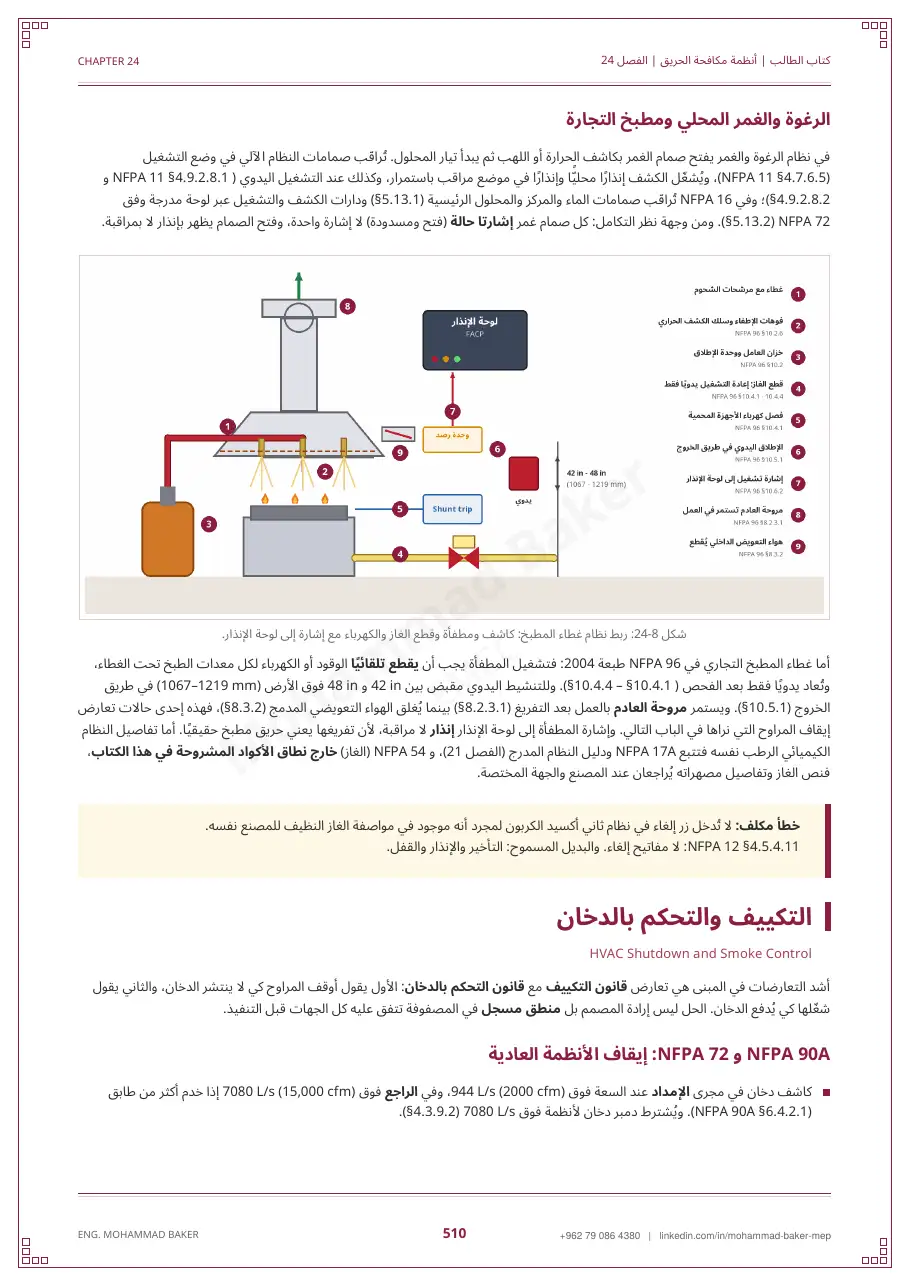 كتاب الطالب | أنظمة مكافحة الحريق | الفصل 24
CHAPTER 24
الرغوة والغمر المحلي ومطبخ التجارة
في نظام الرغوة والغمر يفتح صمام الغمر بكاشف الحرارة أو اللهب ثم يبدأ تيار المحلول. تُراقَب صمامات النظام الآلي في وضع التشغيل
(NFPA 11 §4.7.6.5)، ويُشغّل الكشف إنذارًا محليًّا وإنذارًا في موضع مراقب باستمرار، وكذلك عند التشغيل اليدوي (NFPA 11 §4.9.2.8.1 و
§4.9.2.8.2)؛ وفي NFPA 16 تُراقَب صمامات الماء والمركز والمحلول الرئيسية (§5.13.1) ودارات الكشف والتشغيل عبر لوحة مدرجة وفق
NFPA 72 (§5.13.2). ومن وجهة نظر التكامل: كل صمام غمر إشارتا حالة (فتح ومسدودة) لا إشارة واحدة، وفتح الصمام يظهر بإنذار لا بمراقبة.
1 غطاء مع مرشحات الشحوم
2 فوهات الإطفاء وسلك الكشف الحراري
NFPA 96 §10.2.6
3 خزان العامل ووحدة الإطلاق
NFPA 96 §10.2
4 قطع الغاز؛ إعادة التشغيل يدويًا فقط
NFPA 96 §10.4.1 · 10.4.4
5 فصل كهرباء الأجهزة المحمية
NFPA 96 §10.4.1
6 الإطلاق اليدوي في طريق الخروج
NFPA 96 §10.5.1
7 إشارة تشغيل إلى لوحة الإنذار
NFPA 96 §10.6.2
8 مروحة العادم تستمر في العمل
NFPA 96 §8.2.3.1
9 هواء التعويض الداخلي يُقطع
NFPA 96 §8.3.2
8
لوحة الإنذار
FACP
7
1
وحدة رصد
9
6
2
42 in - 48 in
(1067 - 1219 mm)
يدوي
3
5
Shunt trip
4
شكل 8-24: ربط نظام غطاء المطبخ: كاشف ومطفأة وقطع الغاز والكهرباء مع إشارة إلى لوحة الإنذار.
أما غطاء المطبخ التجاري في NFPA 96 طبعة 2004: فتشغيل المطفأة يجب أن يقطع تلقائيًا الوقود أو الكهرباء لكل معدات الطبخ تحت الغطاء،
وتُعاد يدويًا فقط بعد الفحص (§10.4.1 – §10.4.4). وللتنشيط اليدوي مقبض بين 42 in و 48 in فوق الأرض (1067–1219 mm) في طريق
الخروج (§10.5.1). ويستمر مروحة العادم بالعمل بعد التفريغ (§8.2.3.1) بينما يُغلق الهواء التعويضي المدمج (§8.3.2)، فهذه إحدى حالات تعارض
إيقاف المراوح التي تراها في الباب التالي. وإشارة المطفأة إلى لوحة الإنذار إنذار لا مراقبة، لأن تفريغها يعني حريق مطبخ حقيقيًا. أما تفاصيل النظام
الكيميائي الرطب نفسه فتتبع NFPA 17A ودليل النظام المدرج (الفصل 21)، و NFPA 54 (الغاز) خارج نطاق الأكواد المشروحة في هذا الكتاب،
فنص الغاز وتفاصيل مصهراته يُراجعان عند المصنع والجهة المختصة.
خطأ مكلف: لا تُدخل زر إلغاء في نظام ثاني أكسيد الكربون لمجرد أنه موجود في مواصفة الغاز النظيف للمصنع نفسه.
NFPA 12 §4.5.4.11: لا مفاتيح إلغاء. والبديل المسموح: التأخير والإنذار والقفل.
التكييف والتحكم بالدخان
HVAC Shutdown and Smoke Control
أشد التعارضات في المبنى هي تعارض قانون التكييف مع قانون التحكم بالدخان: الأول يقول أوقف المراوح كي لا ينتشر الدخان، والثاني يقول
شغّلها كي يُدفع الدخان. الحل ليس إرادة المصمم بل منطق مسجل في المصفوفة تتفق عليه كل الجهات قبل التنفيذ.
NFPA 90A و NFPA 72: إيقاف الأنظمة العادية
■ كاشف دخان في مجرى الإمداد عند السعة فوق 944 L/s (2000 cfm)، وفي الراجع فوق 7080 L/s (15,000 cfm) إذا خدم أكثر من طابق
(NFPA 90A §6.4.2.1). ويُشترط دمبر دخان لأنظمة فوق 7080 L/s (§4.3.9.2).
ENG. MOHAMMAD BAKER
510
+962 79 086 4380 | linkedin.com/in/mohammad-baker-mep